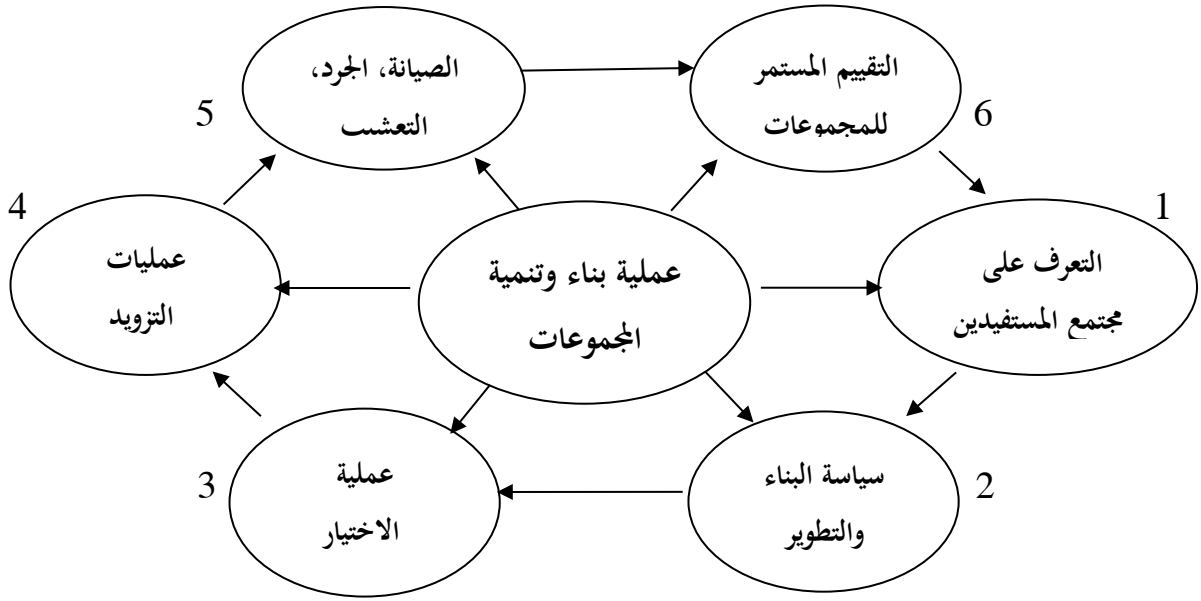 الصيانة، الجرد،
التعشيب
5
التقييم المستمر
للمجموعات
6
4
عمليات
التزويد
عملية بناء وتنمية
المجموعات
1
التعرف على
مجتمع المستفيدين
3
عملية
الاختيار
سياسة البناء
والتطوير
2